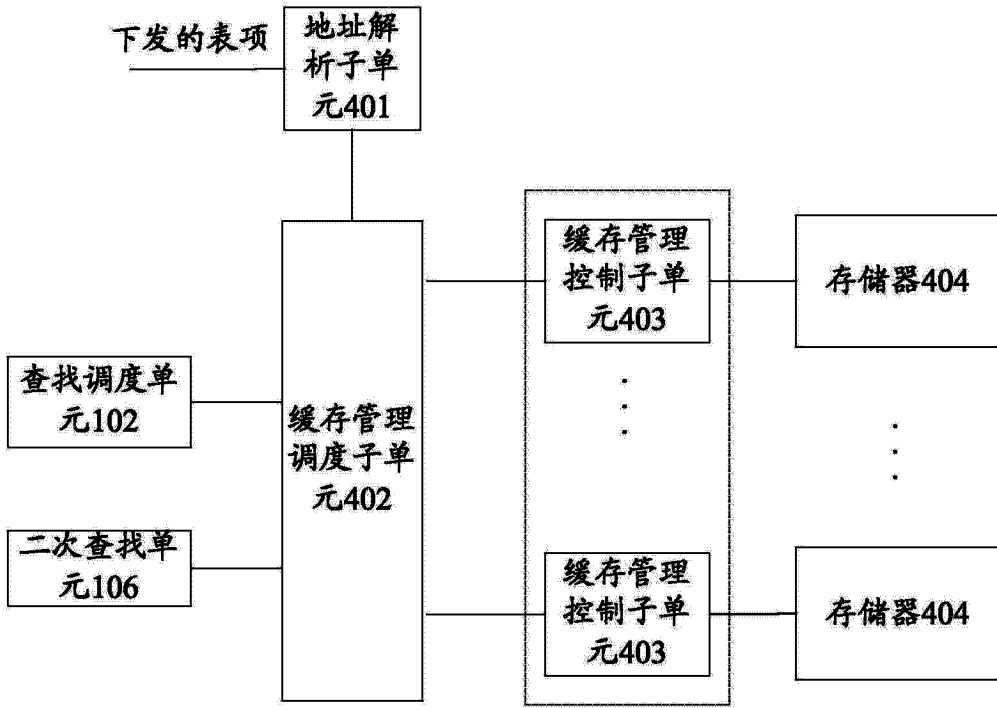 下发的表项
地址解
析子单
元401
缓存管理
控制子单
元403
存储器404
查找调度单
元102
缓存管理
调度子单
元402
二次查找单
元106
缓存管理
控制子单
元403
存储器404